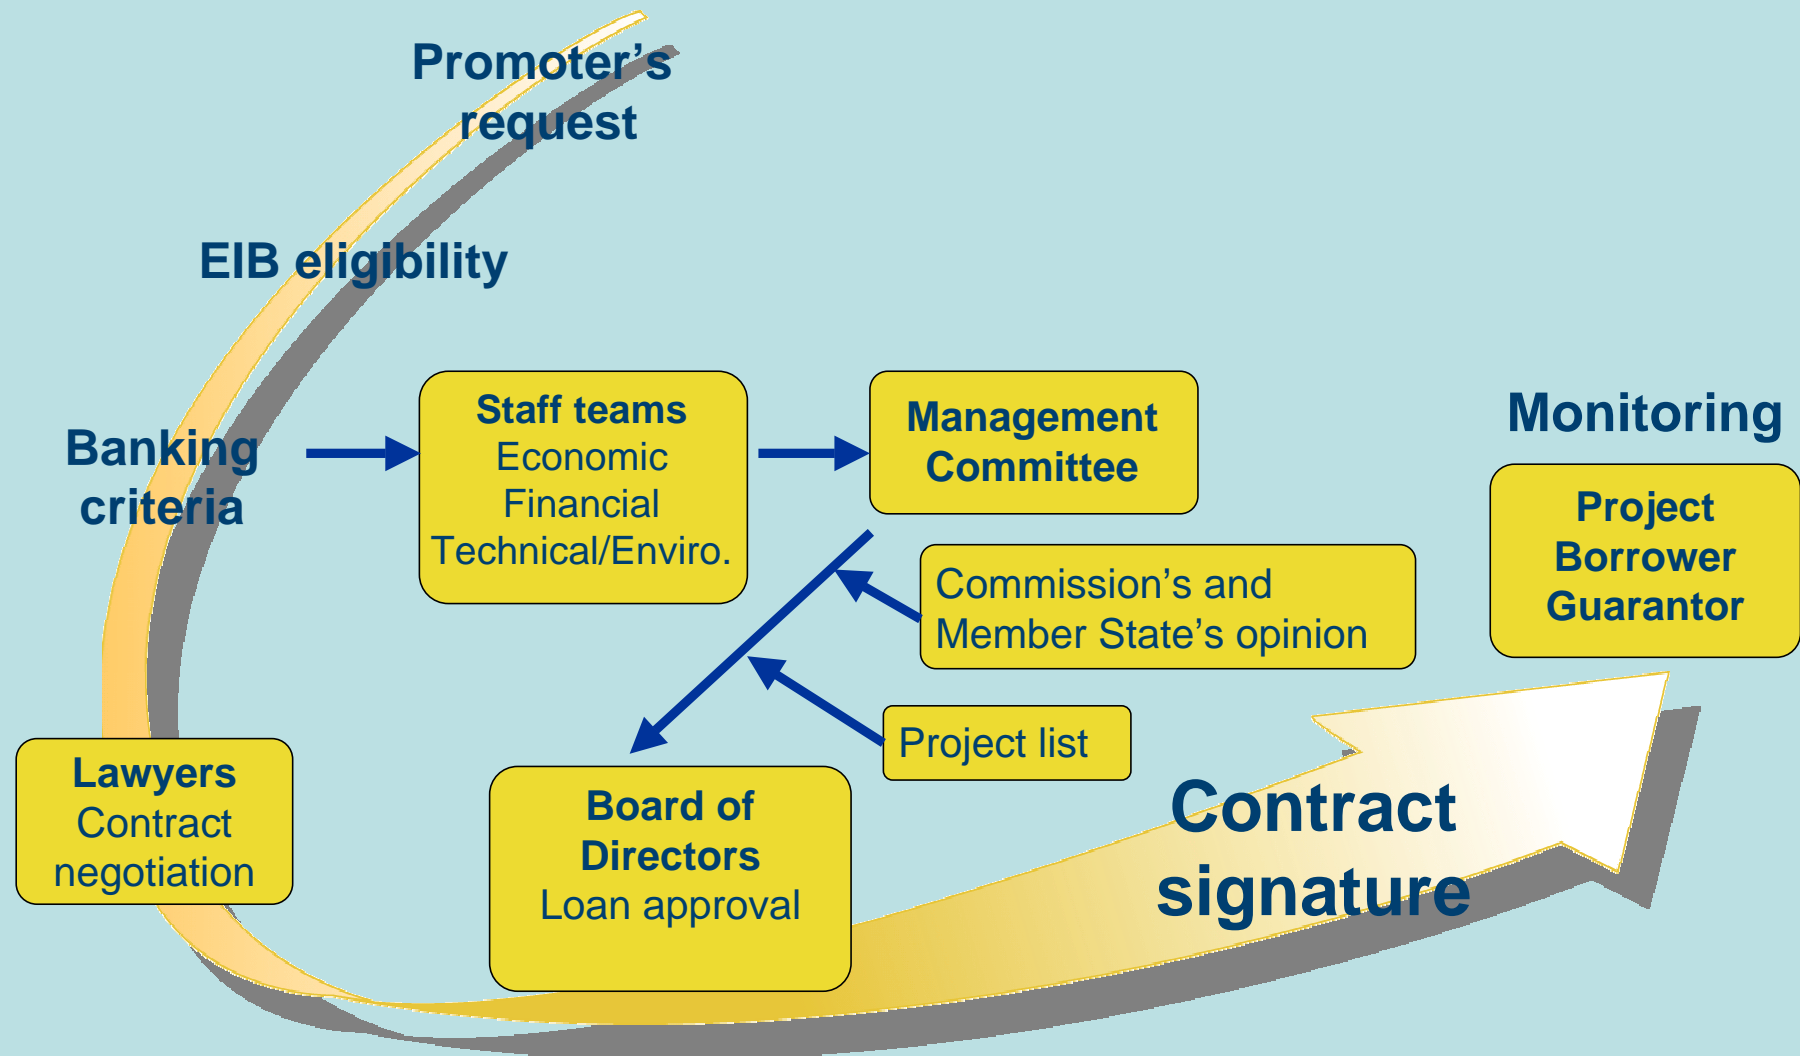 Promoter’s
request
EIB eligibility
Banking
criteria
Staff teams
Economic
Financial
Technical/Enviro.
Management
Committee
Monitoring
Project
Borrower
Guarantor
Commission’s and
Member State’s opinion
Project list
Lawyers
Contract
negotiation
Board of
Directors
Loan approval
Contract
signature